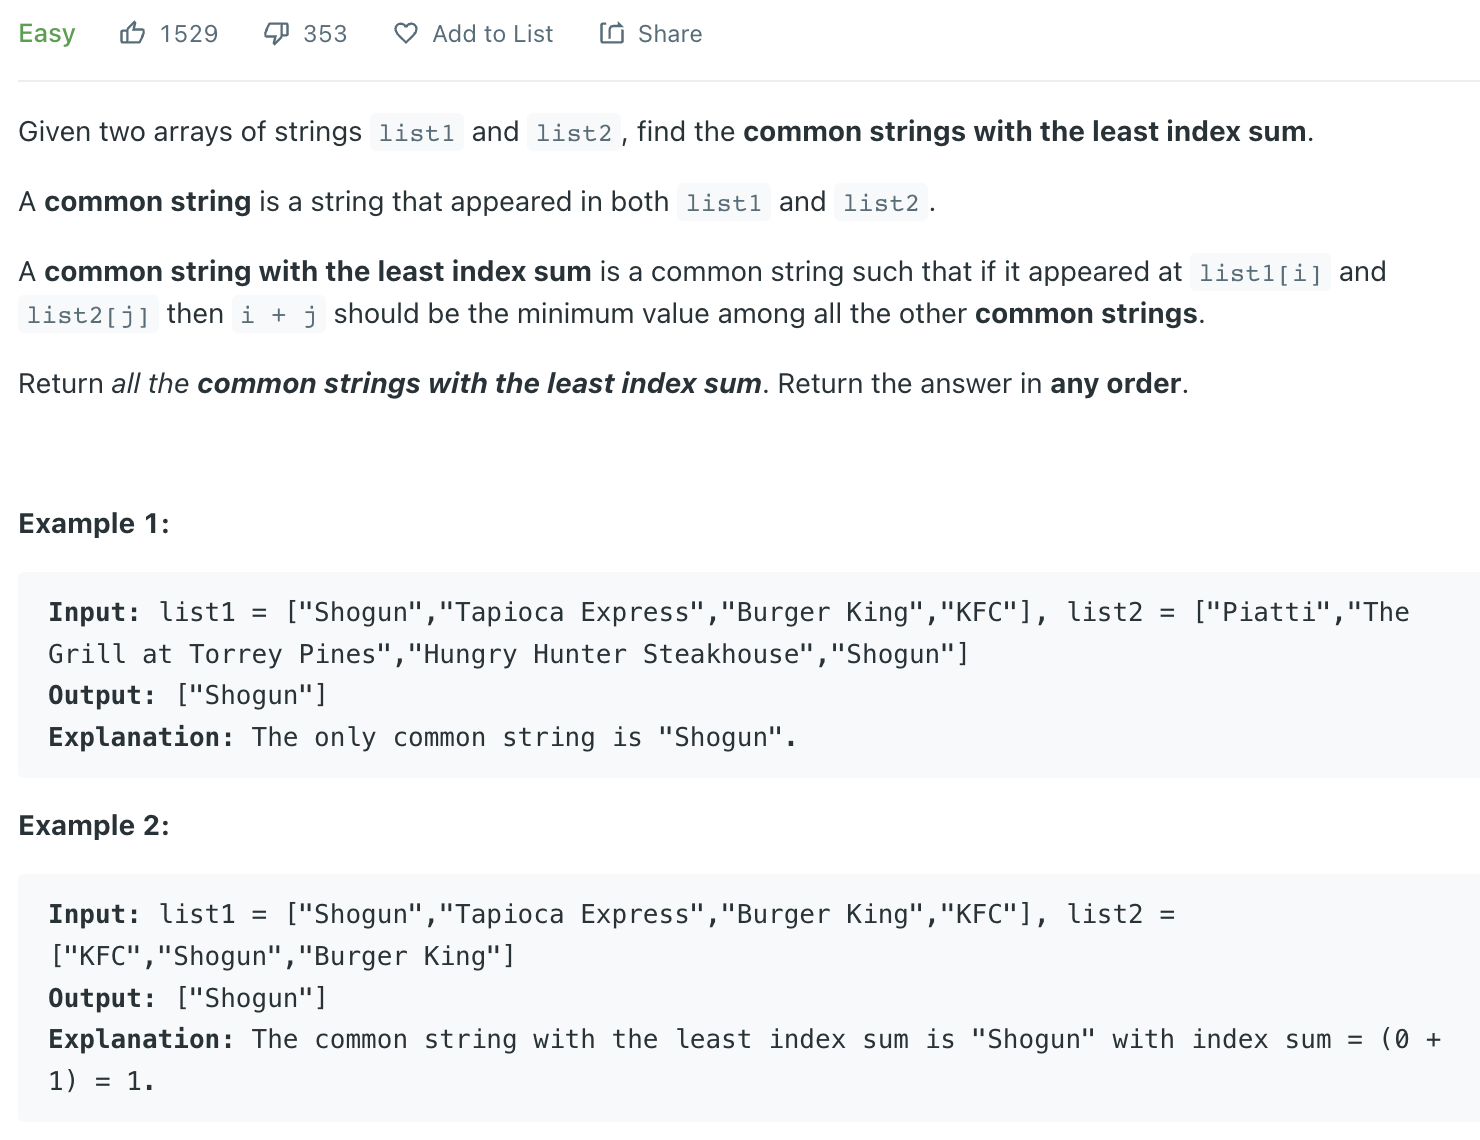 Easy 1529 353 Add to List Share
Given two arrays of strings list1 and list2, find the common strings with the least index sum.
A common string is a string that appeared in both list1 and list2.
A common string with the least index sum is a common string such that if it appeared at list1[i] and
list2[j] then i + j should be the minimum value among all the other common strings.
Return all the common strings with the least index sum. Return the answer in any order.
Example 1:
Input: list1 = ["Shogun","Tapioca Express","Burger King","KFC"], list2 = ["Piatti","The
Grill at Torrey Pines","Hungry Hunter Steakhouse","Shogun"]
Output: ["Shogun"]
Explanation: The only common string is "Shogun".
Example 2:
Input: list1 = ["Shogun","Tapioca Express","Burger King","KFC"], list2 =
["KFC","Shogun","Burger King"]
Output: ["Shogun"]
Explanation: The common string with the least index sum is "Shogun" with index sum = (0 +
1) = 1.